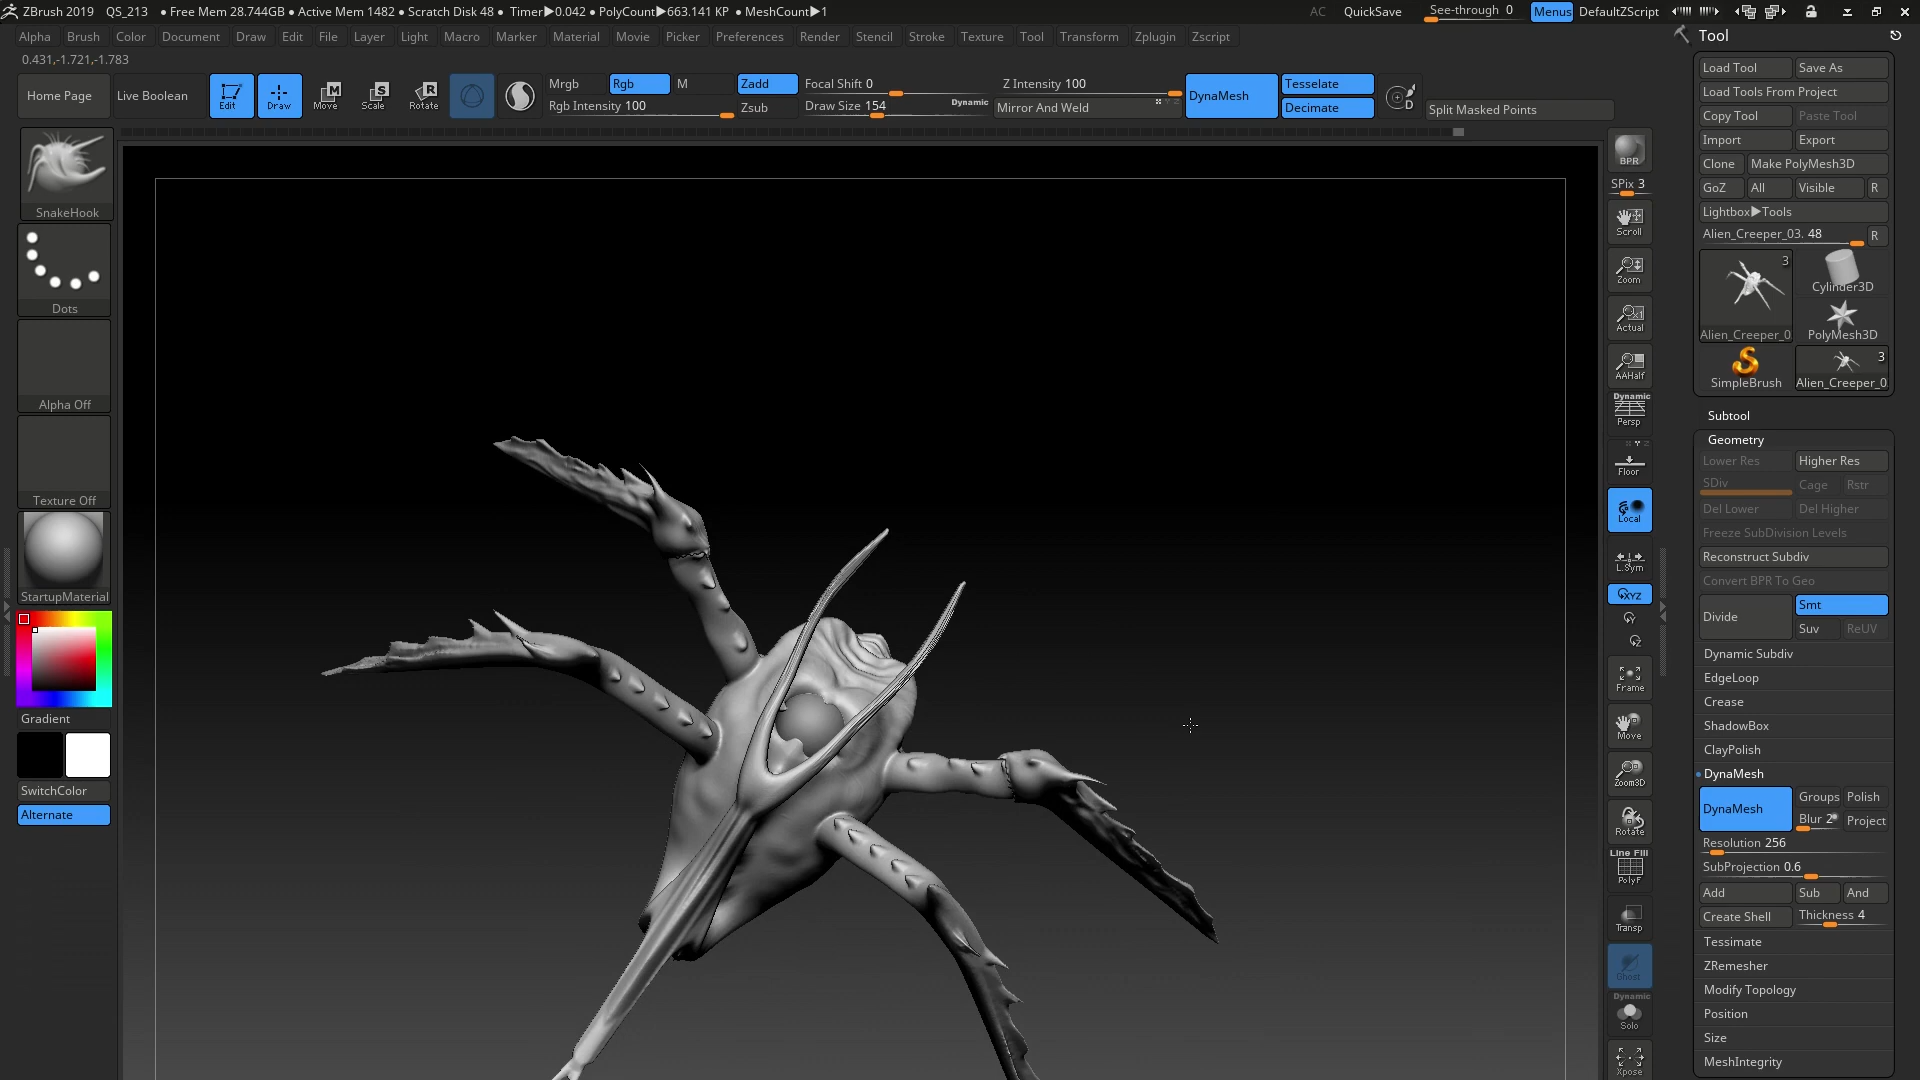 ZBrush 2019 QS_213 • Free Mem 28.744GB • Active Mem 1482 • Scratch Disk 48 • Timer▶0.042 • PolyCount▶663.141 KP • MeshCount▶1 AC QuickSave See-through 0 Menus DefaultZScript
Alpha Brush Color Document Draw Edit File Layer Light Macro Marker Material Movie Picker Preferences Render Stencil Stroke Texture Tool Transform Zplugin Zscript
Tool
0.431,-1.721,-1.783
Home Page
Live Boolean
Edit
Draw
Move
Scale
Rotate
Mrgb Rgb M
Rgb Intensity 100
Zadd
Zsub
Focal Shift 0
Draw Size 154 Dynamic
Z Intensity 100
Mirror And Weld
DynaMesh
Tesselate
Decimate
Split Masked Points
SnakeHook
Dots
Alpha Off
Texture Off
StartupMaterial
Gradient
SwitchColor
Alternate
BPR
SPix 3
Scroll
Zoom
Actual
AAHalf
Dynamic
Persp
Floor
Local
L.Sym
XYZ
Frame
Move
Zoom3D
Rotate
Line Fill
PolyF
Transp
Ghost
Dynamic
Solo
Xpose
Load Tool Save As
Load Tools From Project
Copy Tool Paste Tool
Import Export
Clone Make PolyMesh3D
GoZ All Visible R
Lightbox▶Tools
Alien_Creeper_03. 48 R
3
Cylinder3D
Alien_Creeper_0 PolyMesh3D
3
SimpleBrush Alien_Creeper_0
Subtool
Geometry
Lower Res Higher Res
SDiv Cage Rstr
Del Lower Del Higher
Freeze SubDivision Levels
Reconstruct Subdiv
Convert BPR To Geo
Divide Smt
Suv ReUV
Dynamic Subdiv
EdgeLoop
Crease
ShadowBox
ClayPolish
DynaMesh
DynaMesh Groups Polish
Blur 2 Project
Resolution 256
SubProjection 0.6
Add Sub And
Create Shell Thickness 4
Tessimate
ZRemesher
Modify Topology
Position
Size
MeshIntegrity